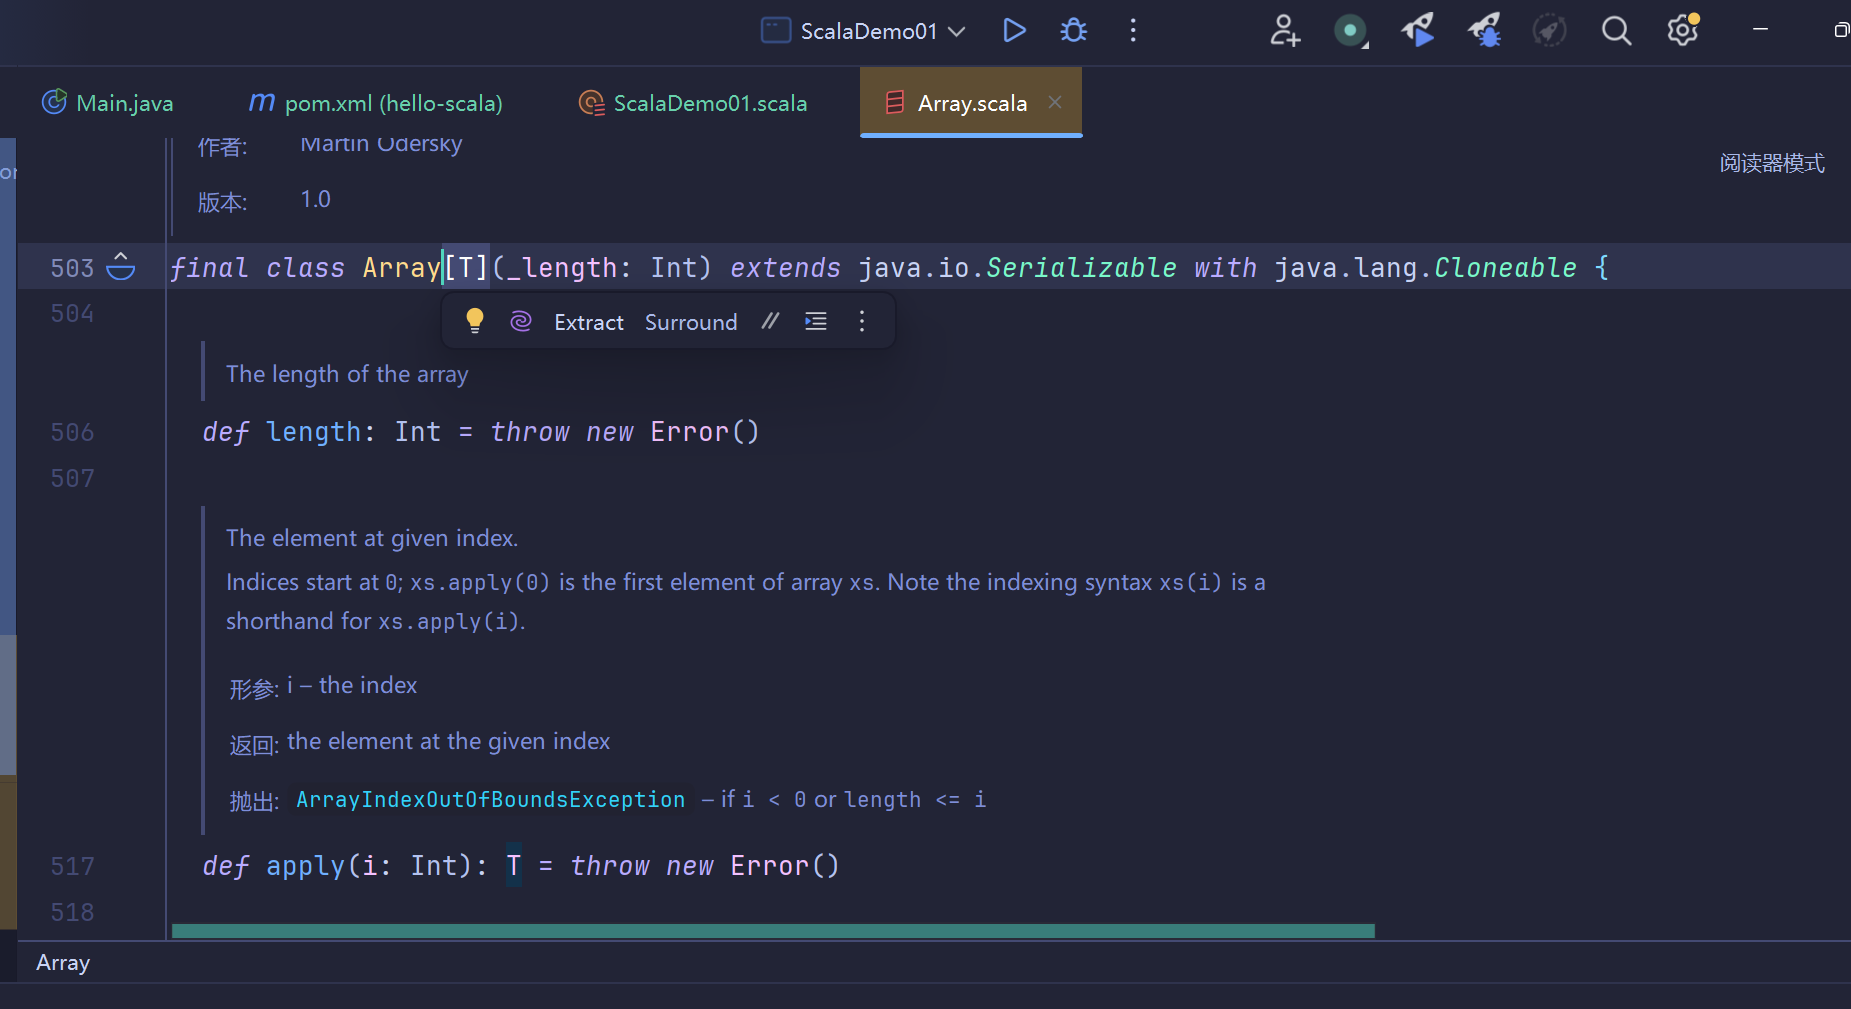 ScalaDemo01
Main.java
pom.xml (hello-scala)
ScalaDemo01.scala
Array.scala
作者: Martin Odersky
阅读器模式
or
版本: 1.0
503 final class Array[T](_length: Int) extends java.io.Serializable with java.lang.Cloneable {
504
Extract Surround
The length of the array
506 def length: Int = throw new Error()
507
The element at given index.
Indices start at 0; xs.apply(0) is the first element of array xs. Note the indexing syntax xs(i) is a
shorthand for xs.apply(i).
形参: i – the index
返回: the element at the given index
抛出: ArrayIndexOutOfBoundsException – if i < 0 or length <= i
517 def apply(i: Int): T = throw new Error()
518
Array